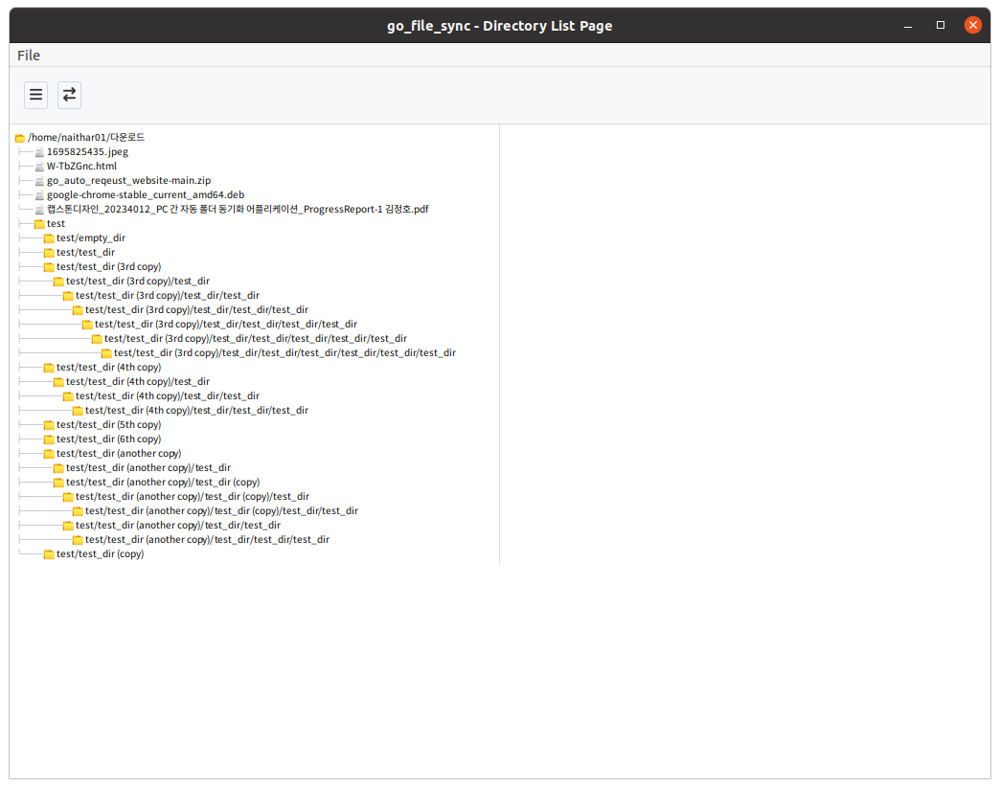 go_file_sync - Directory List Page
File
/home/naithar01/다운로드
1695825435.jpeg
W-TbZGnc.html
go_auto_reqeust_website-main.zip
google-chrome-stable_current_amd64.deb
캡스톤디자인_20234012_PC 간 자동 폴더 동기화 어플리케이션_ProgressReport-1 김정호.pdf
test
test/empty_dir
test/test_dir
test/test_dir (3rd copy)
test/test_dir (3rd copy)/test_dir
test/test_dir (3rd copy)/test_dir/test_dir
test/test_dir (3rd copy)/test_dir/test_dir/test_dir
test/test_dir (3rd copy)/test_dir/test_dir/test_dir/test_dir
test/test_dir (3rd copy)/test_dir/test_dir/test_dir/test_dir/test_dir
test/test_dir (3rd copy)/test_dir/test_dir/test_dir/test_dir/test_dir/test_dir
test/test_dir (4th copy)
test/test_dir (4th copy)/test_dir
test/test_dir (4th copy)/test_dir/test_dir
test/test_dir (4th copy)/test_dir/test_dir/test_dir
test/test_dir (5th copy)
test/test_dir (6th copy)
test/test_dir (another copy)
test/test_dir (another copy)/test_dir
test/test_dir (another copy)/test_dir (copy)
test/test_dir (another copy)/test_dir (copy)/test_dir
test/test_dir (another copy)/test_dir (copy)/test_dir/test_dir
test/test_dir (another copy)/test_dir/test_dir
test/test_dir (another copy)/test_dir/test_dir/test_dir
test/test_dir (copy)